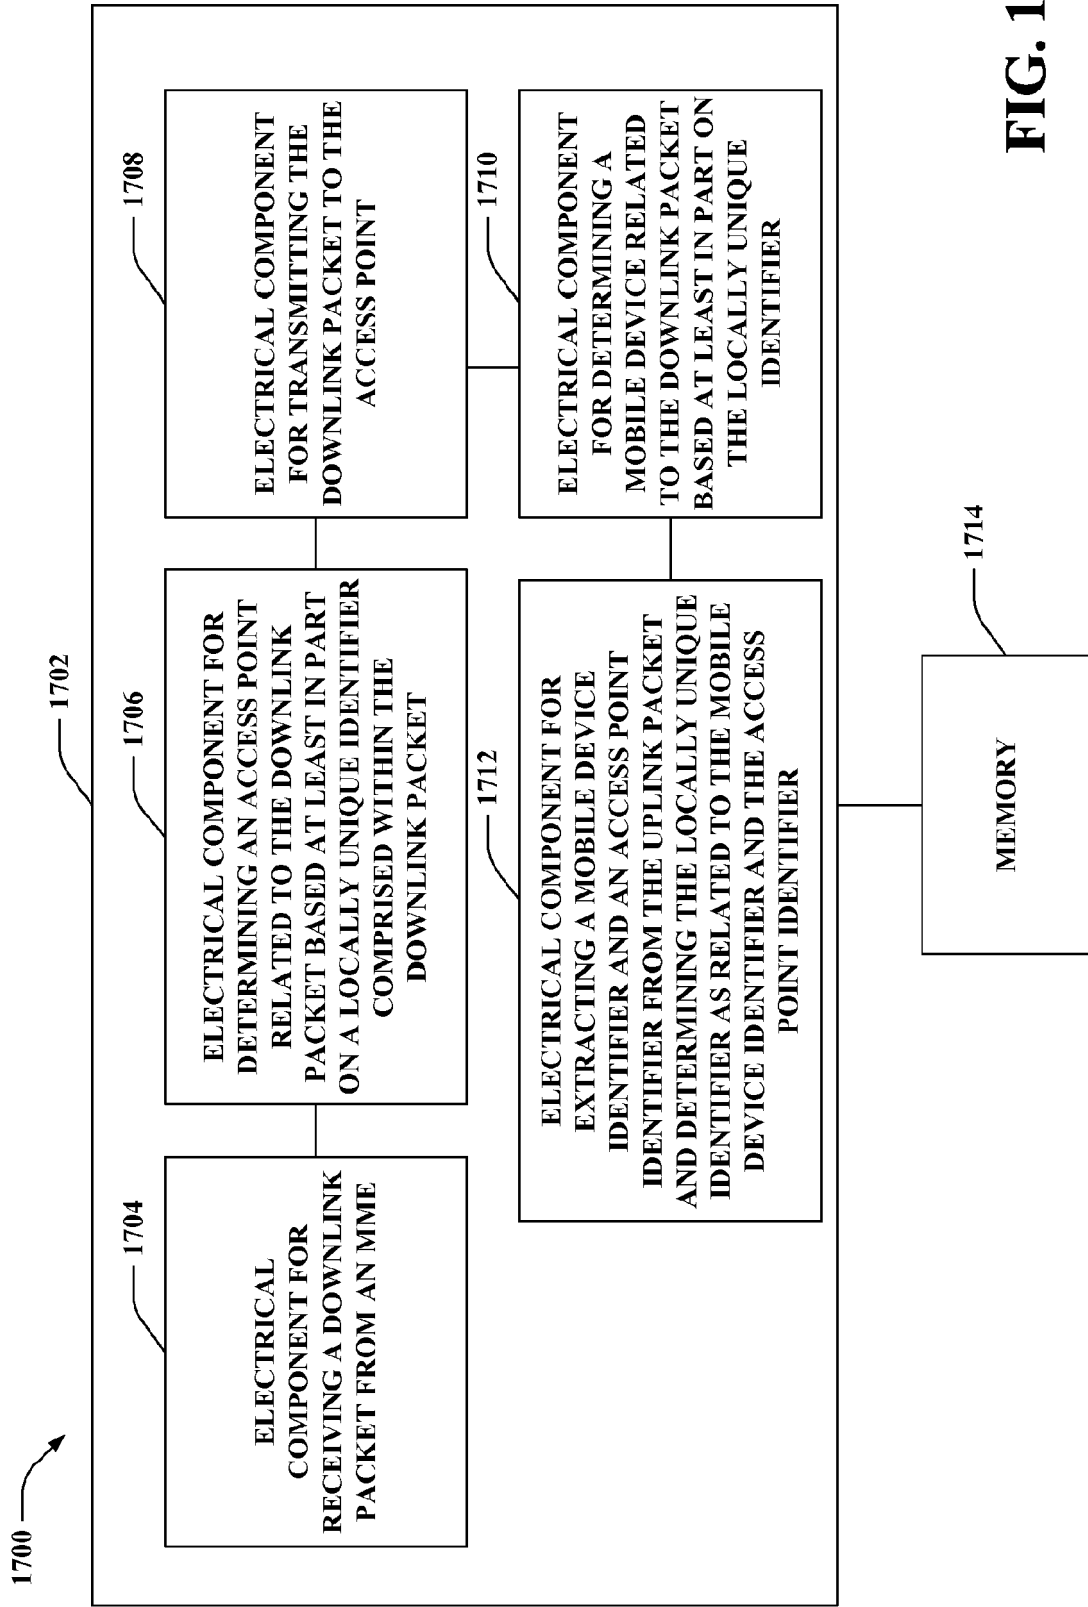 1700
1702
1704
ELECTRICAL
COMPONENT FOR
RECEIVING A DOWNLINK
PACKET FROM AN MME
1706
ELECTRICAL COMPONENT FOR
DETERMINING AN ACCESS POINT
RELATED TO THE DOWNLINK
PACKET BASED AT LEAST IN PART
ON A LOCALLY UNIQUE IDENTIFIER
COMPRISED WITHIN THE
DOWNLINK PACKET
1708
ELECTRICAL COMPONENT
FOR TRANSMITTING THE
DOWNLINK PACKET TO THE
ACCESS POINT
1712
ELECTRICAL COMPONENT FOR
EXTRACTING A MOBILE DEVICE
IDENTIFIER AND AN ACCESS POINT
IDENTIFIER FROM THE UPLINK PACKET
AND DETERMINING THE LOCALLY UNIQUE
IDENTIFIER AS RELATED TO THE MOBILE
DEVICE IDENTIFIER AND THE ACCESS
POINT IDENTIFIER
1710
ELECTRICAL COMPONENT
FOR DETERMINING A
MOBILE DEVICE RELATED
TO THE DOWNLINK PACKET
BASED AT LEAST IN PART ON
THE LOCALLY UNIQUE
IDENTIFIER
1714
MEMORY
FIG. 1